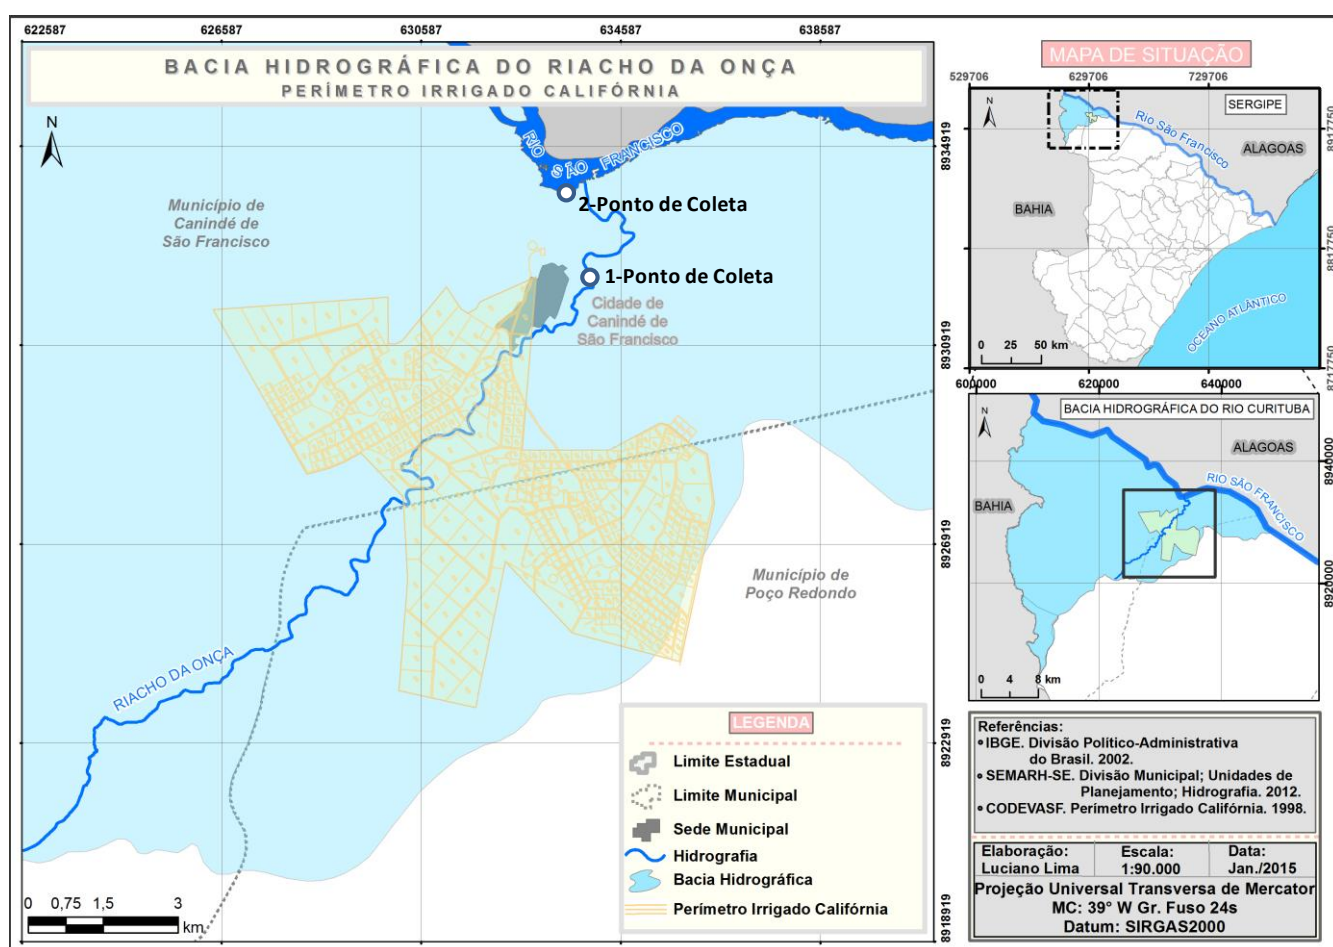 622587
626587
630587
634587
638587
BACIA HIDROGRÁFICA DO RIACHO DA ONÇA
PERÍMETRO IRRIGADO CALIFÓRNIA
N
RIO SÃO FRANCISCO
2-Ponto de Coleta
Município de
Canindé de
São Francisco
1-Ponto de Coleta
Cidade de
Canindé de
São Francisco
Município de
Poço Redondo
RIACHO DA ONÇA
8934919
8930919
8926919
8922919
8918919
0 0,75 1,5 3
km
LEGENDA
Limite Estadual
Limite Municipal
Sede Municipal
Hidrografia
Bacia Hidrográfica
Perímetro Irrigado Califórnia
MAPA DE SITUAÇÃO
529706
629706
729706
N
SERGIPE
Rio São Francisco
ALAGOAS
BAHIA
OCEANO ATLÂNTICO
0 25 50 km
8917750
8817750
8717750
600000
620000
640000
BACIA HIDROGRÁFICA DO RIO CURITUBA
N
ALAGOAS
RIO SÃO FRANCISCO
BAHIA
8940000
8920000
0 4 8 km
Referências:
IBGE. Divisão Político-Administrativa
do Brasil. 2002.
SEMARH-SE. Divisão Municipal; Unidades de
Planejamento; Hidrografia. 2012.
CODEVASF. Perímetro Irrigado Califórnia. 1998.
Elaboração:
Luciano Lima
Escala:
1:90.000
Data:
Jan./2015
Projeção Universal Transversa de Mercator
MC: 39° W Gr. Fuso 24s
Datum: SIRGAS2000